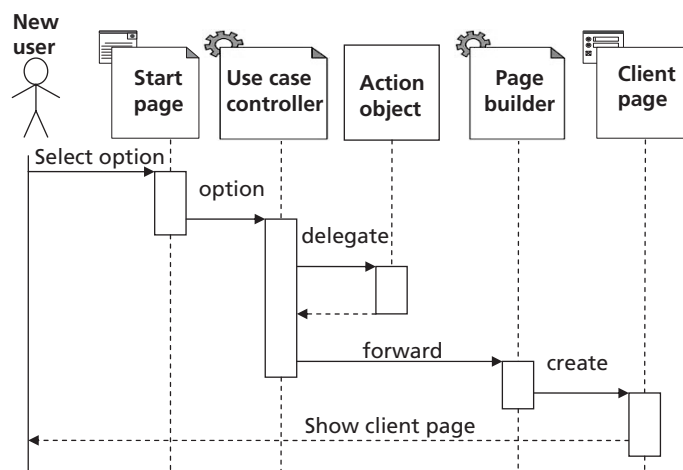 New
user
Start
page
Use case
controller
Action
object
Page
builder
Client
page
Select option
option
delegate
forward
create
Show client page